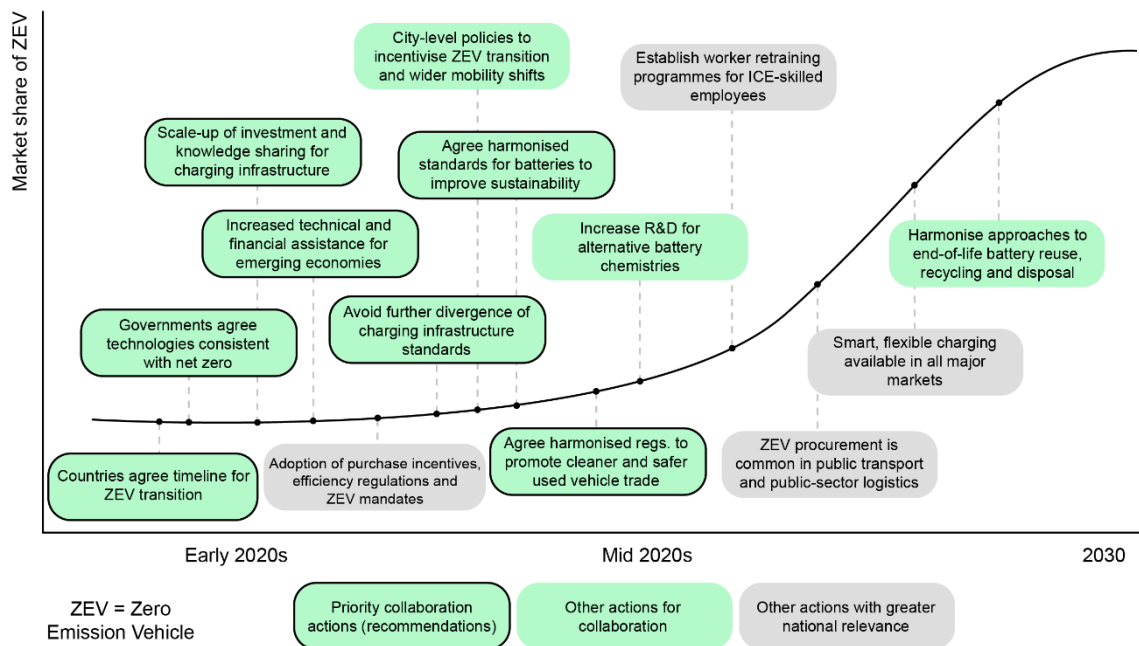 Market share of ZEV
City-level policies to
incentivise ZEV transition
and wider mobility shifts
Establish worker retraining
programmes for ICE-skilled
employees
Scale-up of investment and
knowledge sharing for
charging infrastructure
Agree harmonised
standards for batteries to
improve sustainability
Increased technical and
financial assistance for
emerging economies
Increase R&D for
alternative battery
chemistries
Harmonise approaches to
end-of-life battery reuse,
recycling and disposal
Governments agree
technologies consistent
with net zero
Avoid further divergence of
charging infrastructure
standards
Smart, flexible charging
available in all major
markets
Countries agree timeline for
ZEV transition
Adoption of purchase incentives,
efficiency regulations and
ZEV mandates
Agree harmonised regs. to
promote cleaner and safer
used vehicle trade
ZEV procurement is
common in public transport
and public-sector logistics
Early 2020s
Mid 2020s
2030
ZEV = Zero
Emission Vehicle
Priority collaboration
actions (recommendations)
Other actions for
collaboration
Other actions with greater
national relevance